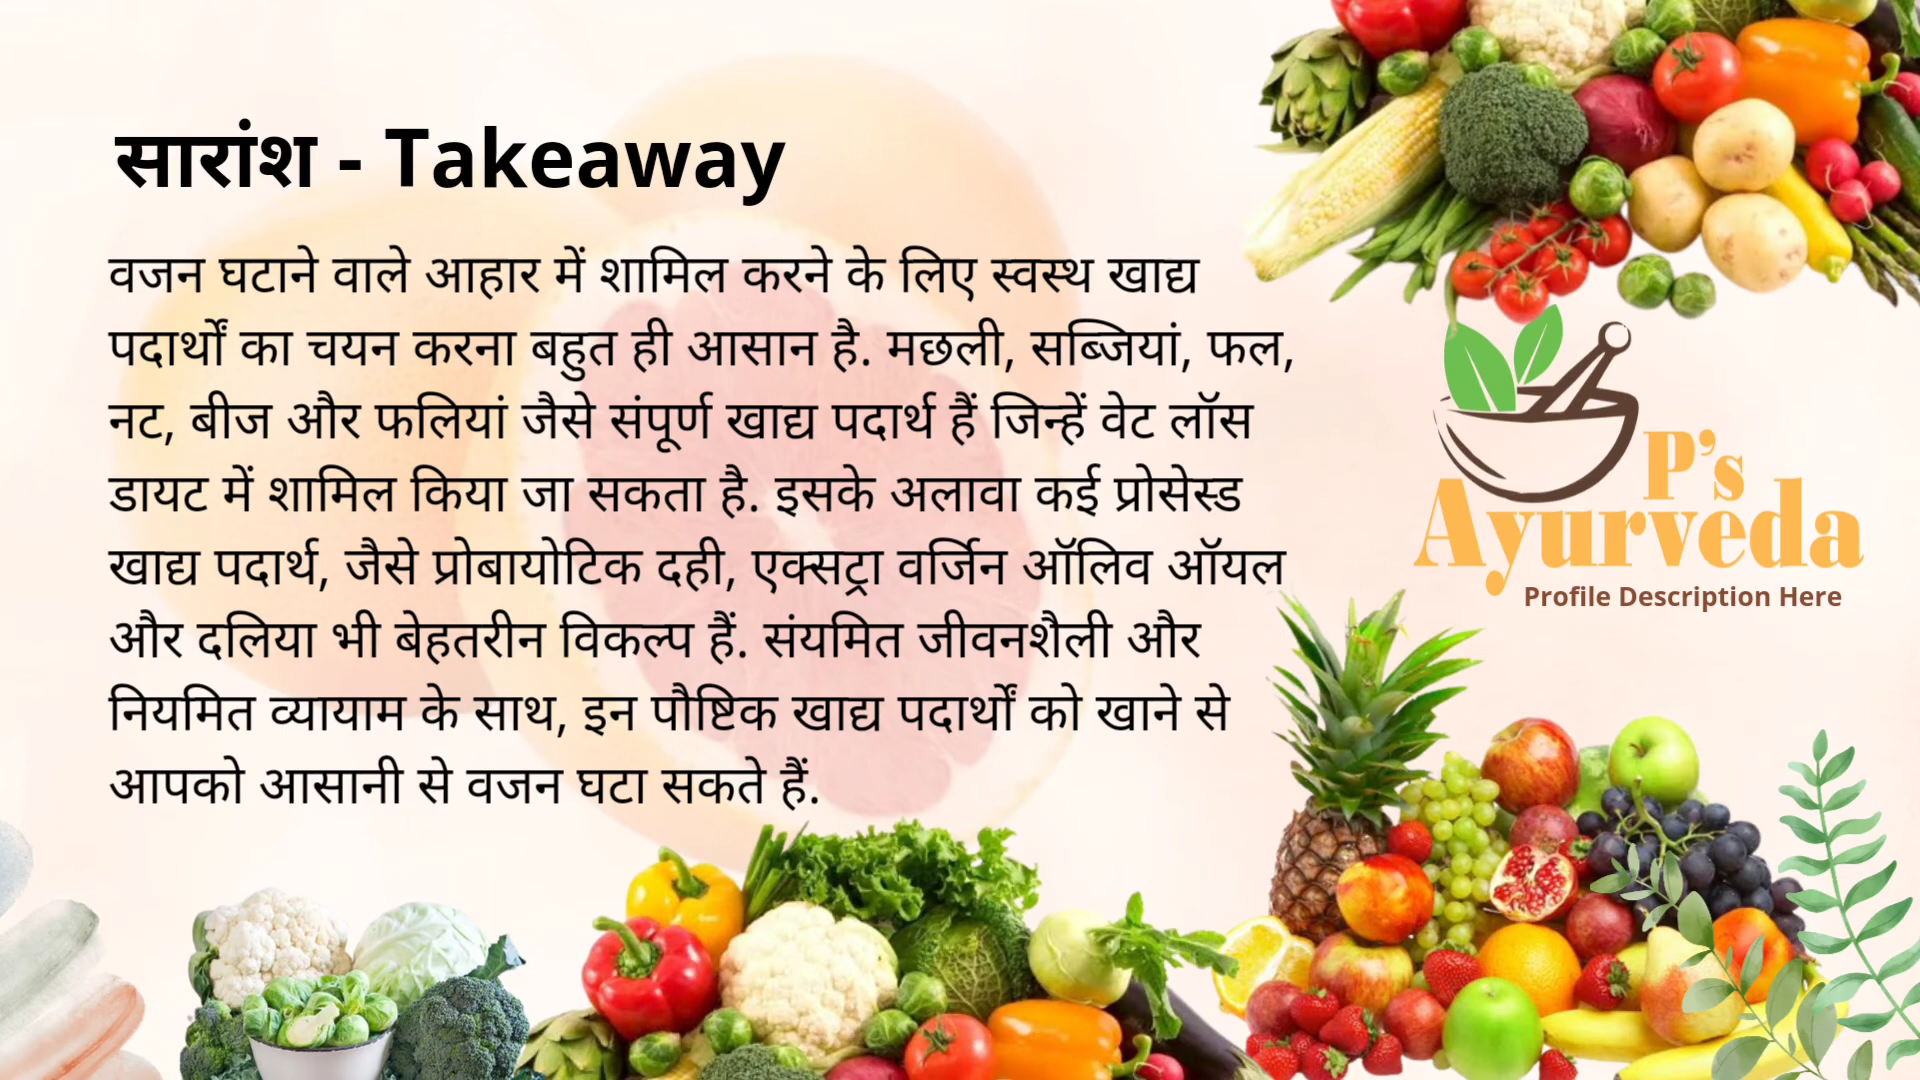 सारांश - Takeaway
वजन घटाने वाले आहार में शामिल करने के लिए स्वस्थ खाद्य
पदार्थों का चयन करना बहुत ही आसान है. मछली, सब्जियां, फल,
नट, बीज और फलियां जैसे संपूर्ण खाद्य पदार्थ हैं जिन्हें वेट लॉस
डायट में शामिल किया जा सकता है. इसके अलावा कई प्रोसेस्ड
खाद्य पदार्थ, जैसे प्रोबायोटिक दही, एक्सट्रा वर्जिन ऑलिव ऑयल
और दलिया भी बेहतरीन विकल्प हैं. संयमित जीवनशैली और
नियमित व्यायाम के साथ, इन पौष्टिक खाद्य पदार्थों को खाने से
आपको आसानी से वजन घटा सकते हैं.
P's
Ayurveda
Profile Description Here